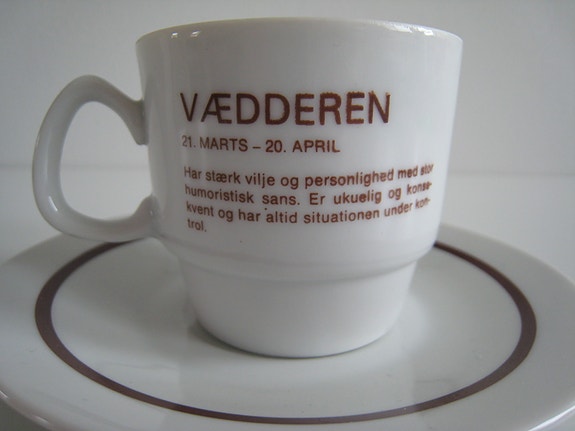 VÆDDEREN
21. MARTS – 20. APRIL
Har stærk vilje og personlighed med stor
humoristisk sans. Er ukuelig og konse-
kvent og har altid situationen under kon-
trol.